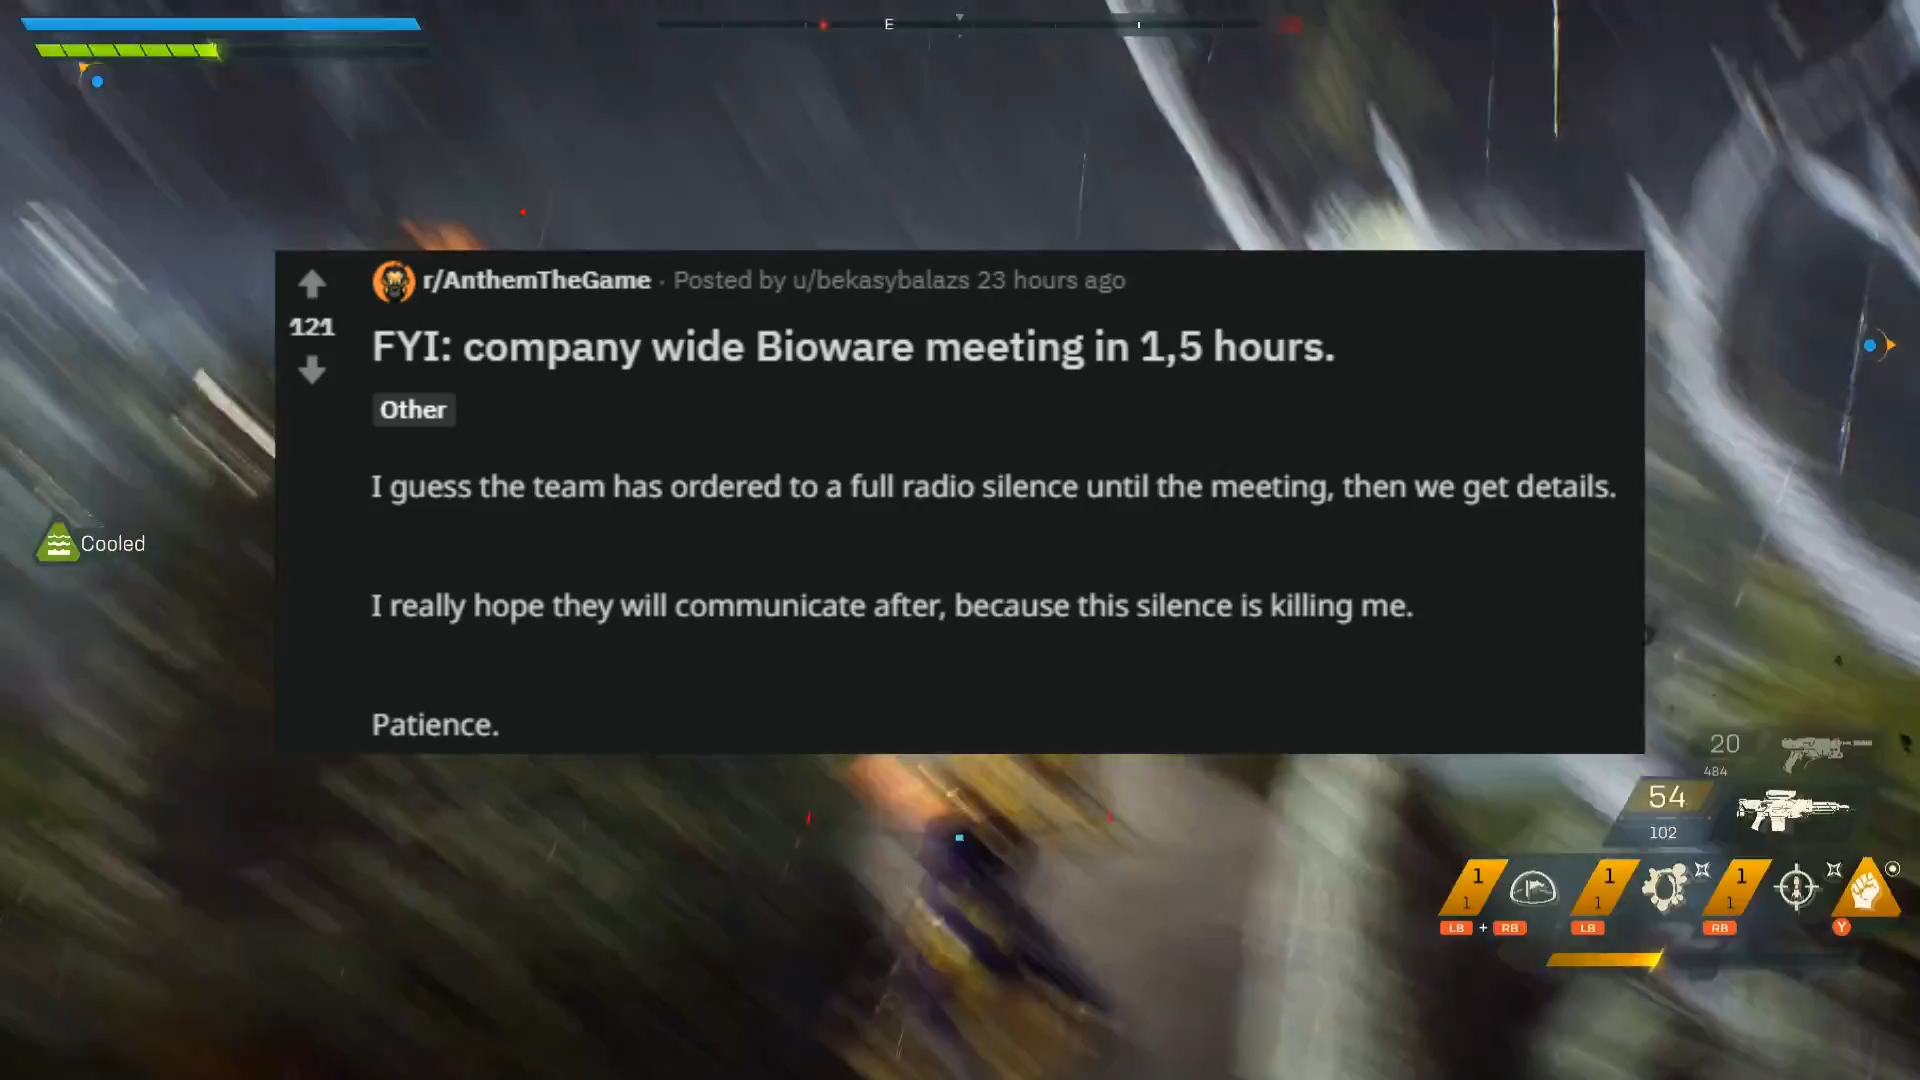 E
r/AnthemTheGame · Posted by u/bekasybalazs 23 hours ago
121
FYI: company wide Bioware meeting in 1,5 hours.
Other
I guess the team has ordered to a full radio silence until the meeting, then we get details.
Cooled
I really hope they will communicate after, because this silence is killing me.
Patience.
20
484
54
102
1 1 1
1 1 1
LB + RB LB RB Y